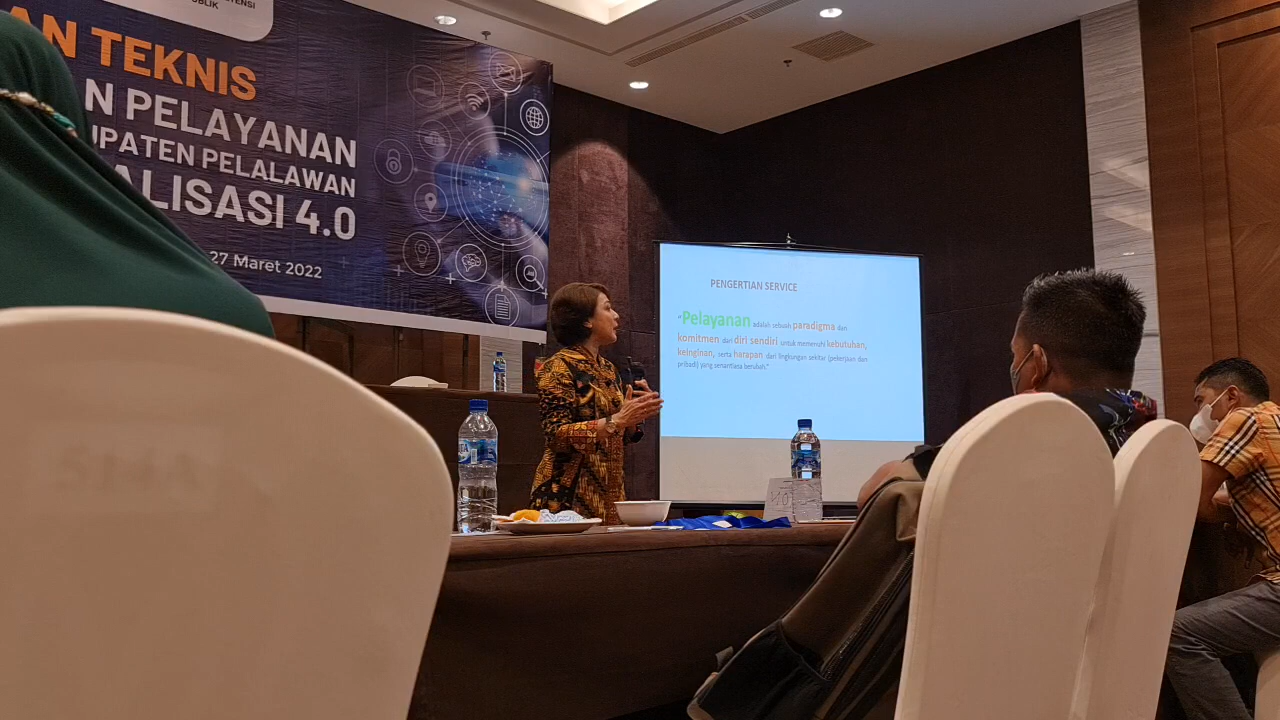 AN TEKNIS
N PELAYANAN
UPATEN PELALAWAN
ALISASI 4.0
27 Maret 2022
PENGERTIAN SERVICE
"Pelayanan adalah sebuah paradigma dan
komitmen dari diri sendiri untuk memenuhi kebutuhan,
keinginan, serta harapan dari lingkungan sekitar (pekerjaan dan
pribadi) yang senantiasa berubah."